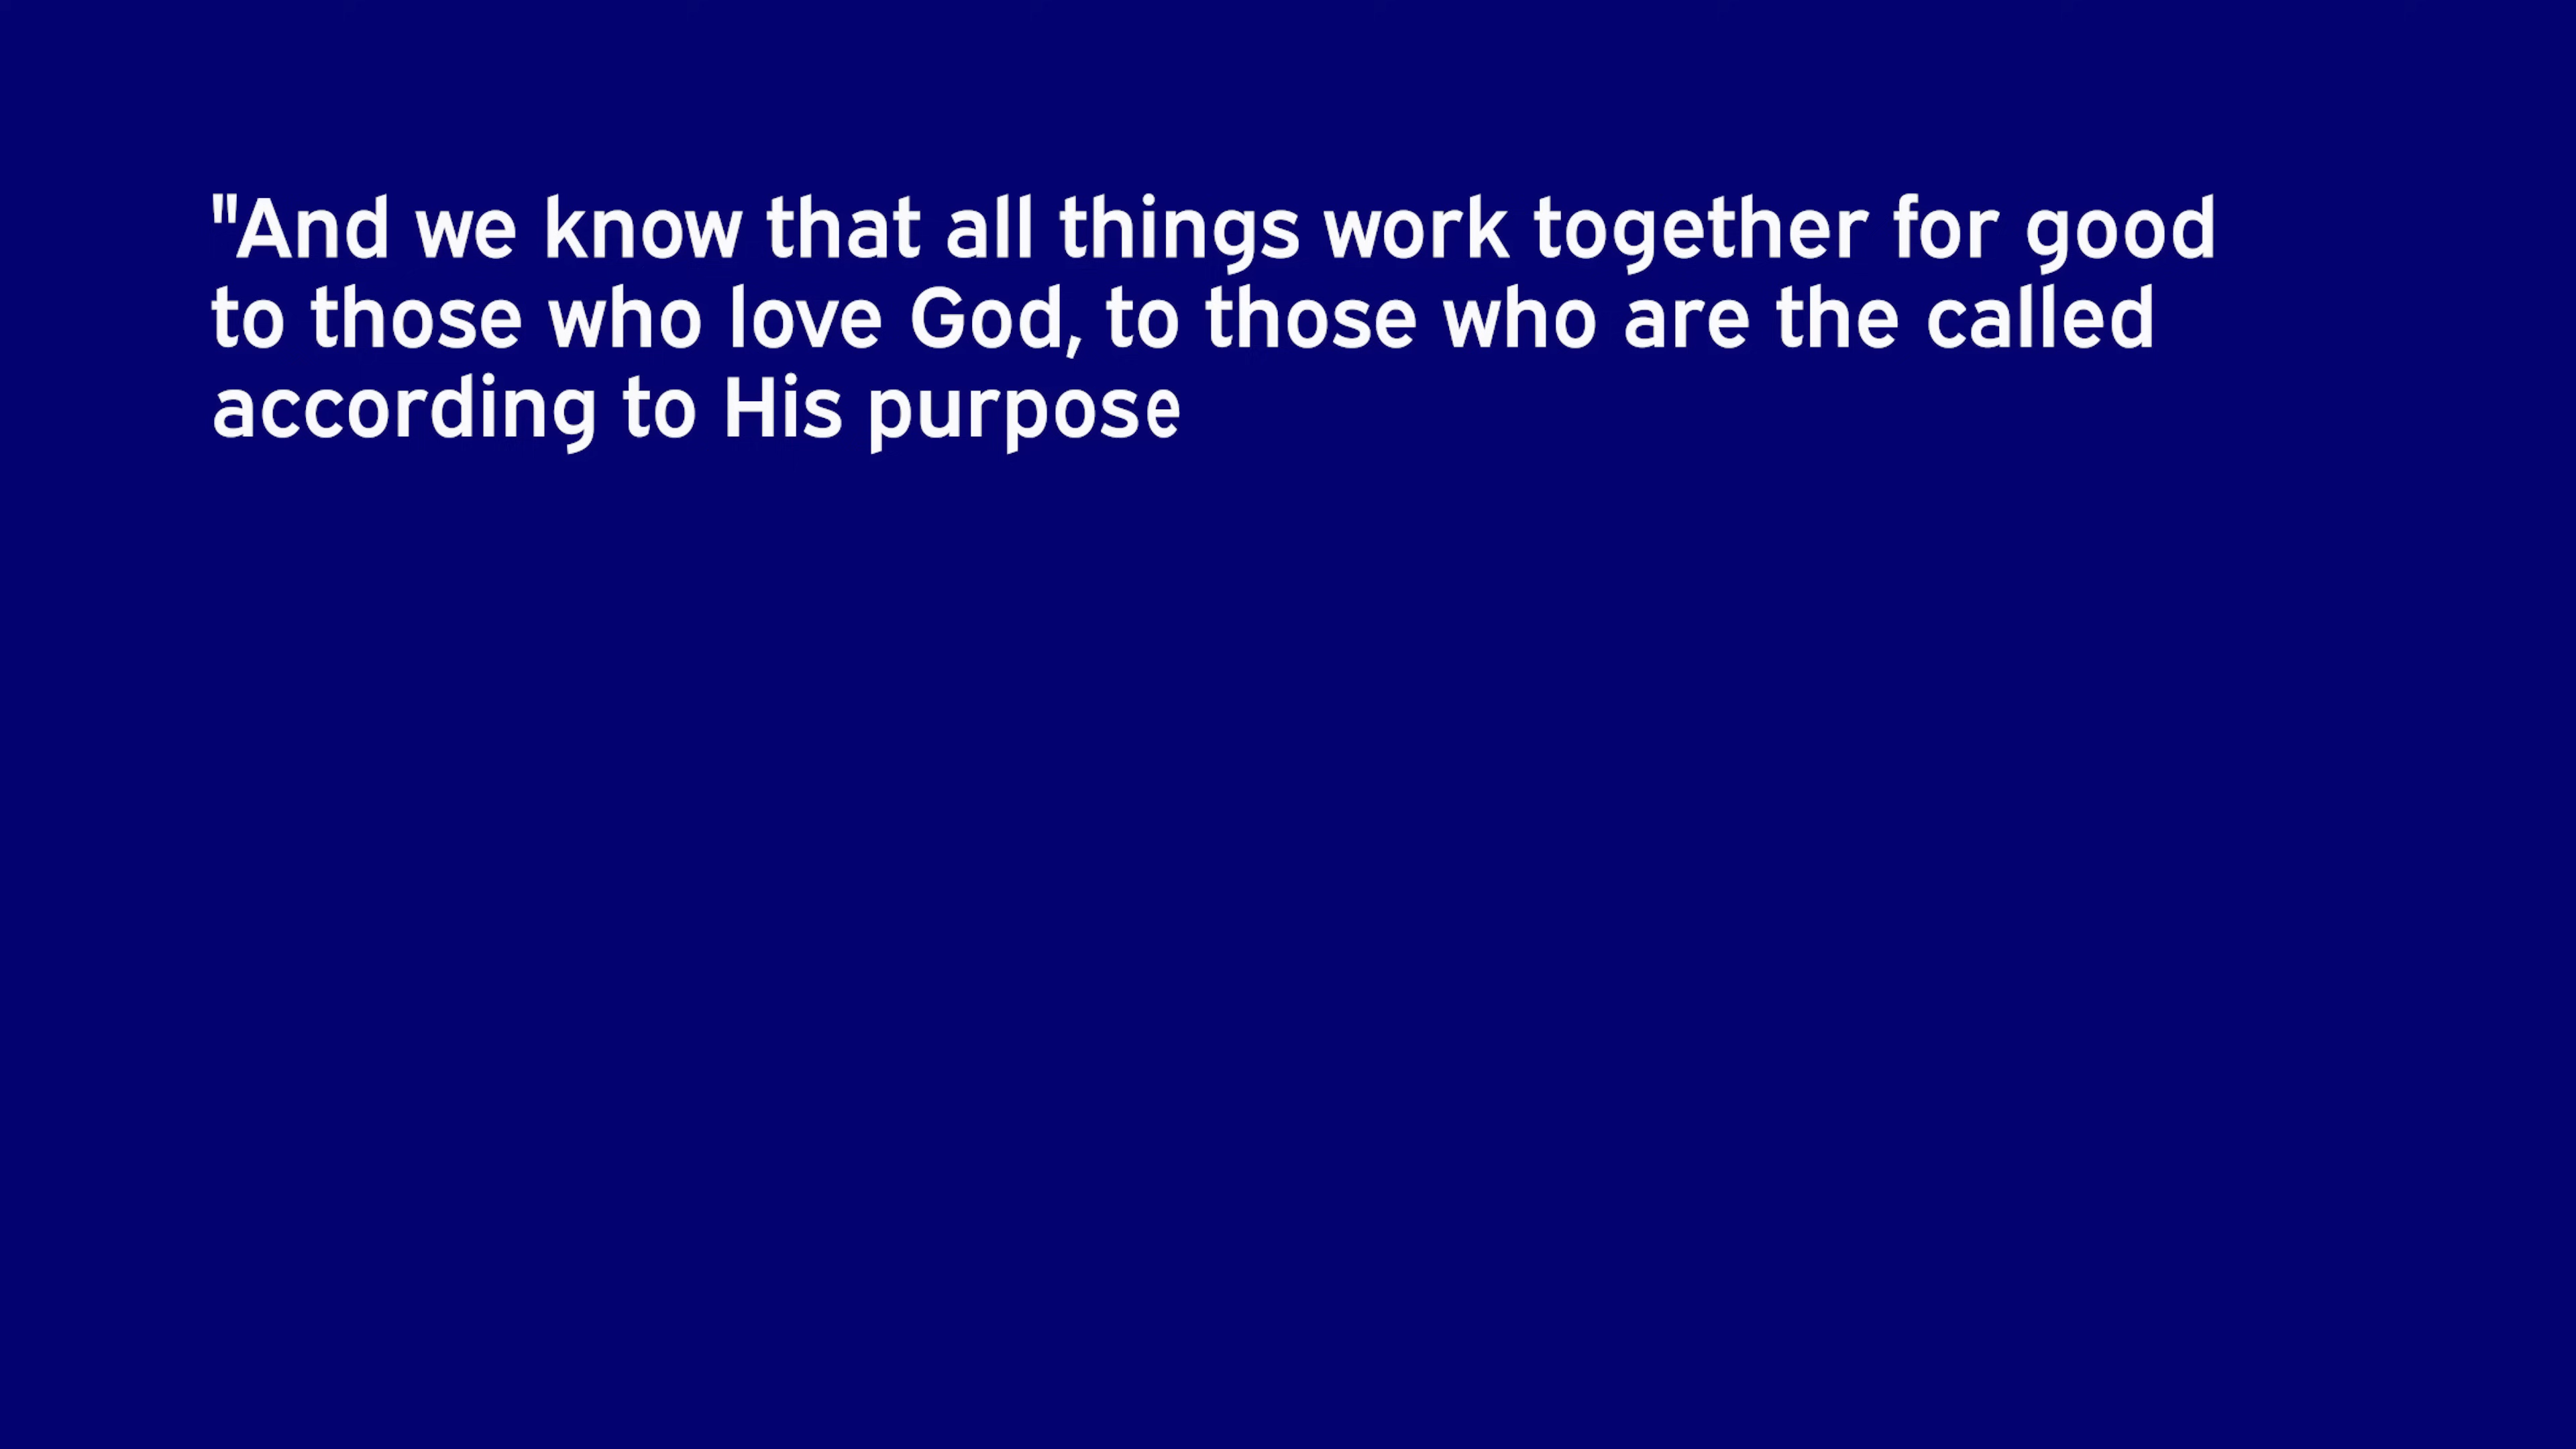 "And we know that all things work together for good
to those who love God, to those who are the called
according to His purpose